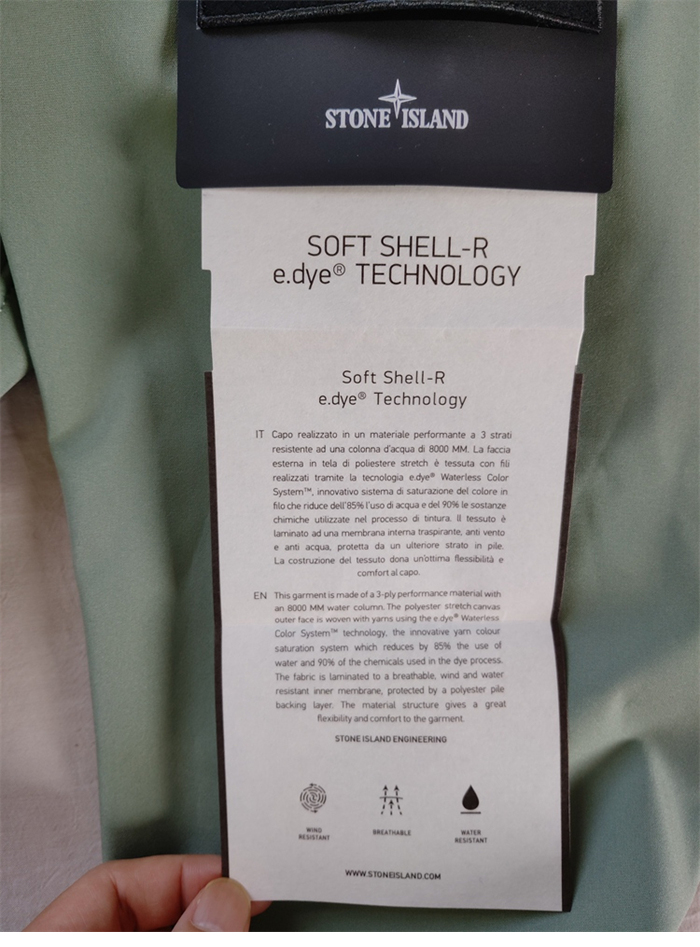 STONE ISLAND
SOFT SHELL-R
e.dye® TECHNOLOGY
Soft Shell-R
e.dye® Technology
IT Capo realizzato in un materiale performante a 3 strati
resistente ad una colonna d'acqua di 8000 MM. La faccia
esterna in tela di poliestere stretch è tessuta con fili
realizzati tramite la tecnologia e.dye® Waterless Color
System™, innovativo sistema di saturazione del colore in
filo che riduce dell'85% l'uso di acqua e del 90% le sostanze
chimiche utilizzate nel processo di tintura. Il tessuto è
laminato ad una membrana interna traspirante, anti vento
e anti acqua, protetta da un ulteriore strato in pile.
La costruzione del tessuto dona un'ottima flessibilità e
comfort al capo.
EN This garment is made of a 3-ply performance material with
an 8000 MM water column. The polyester stretch canvas
outer face is woven with yarns using the e.dye® Waterless
Color System™ technology, the innovative yarn colour
saturation system which reduces by 85% the use of
water and 90% of the chemicals used in the dye process.
The fabric is laminated to a breathable, wind and water
resistant inner membrane, protected by a polyester pile
backing layer. The material structure gives a great
flexibility and comfort to the garment.
STONE ISLAND ENGINEERING
WIND
RESISTANT
BREATHABLE
WATER
RESISTANT
WWW.STONEISLAND.COM